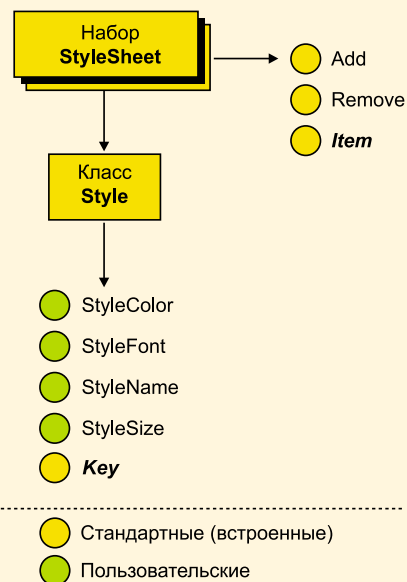 Набор
StyleSheet
Add
Remove
Item
Класс
Style
StyleColor
StyleFont
StyleName
StyleSize
Key
Стандартные (встроенные)
Пользовательские